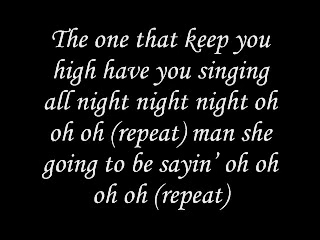 The one that keep you
high have you singing
all night night night oh
oh oh (repeat) man she
going to be sayin' oh oh
oh oh (repeat)